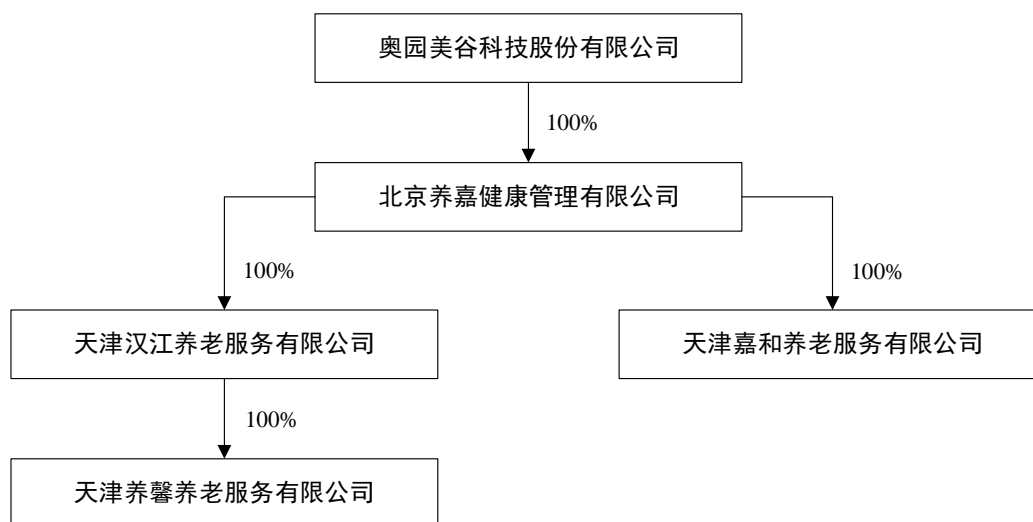 奥园美谷科技股份有限公司
100%
北京养嘉健康管理有限公司
100%
100%
天津汉江养老服务有限公司
天津嘉和养老服务有限公司
100%
天津养馨养老服务有限公司